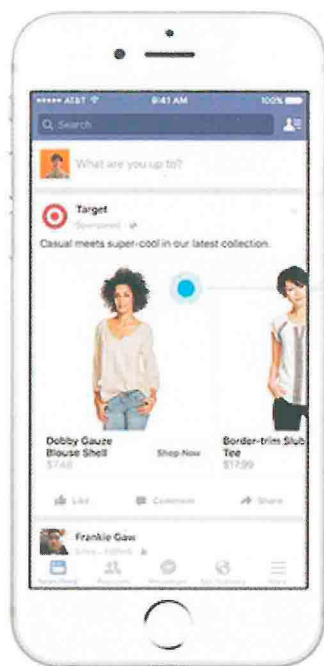 AT&T 9:41 AM 100%
Search
What are you up to?
Target
Sponsored
Casual meets super-cool in our latest collection.
Dobby Gauze
Blouse Shell
Shop Now
Border-trim Slub
Tee
$17.99
Like Comment Share
Frankie Gaw